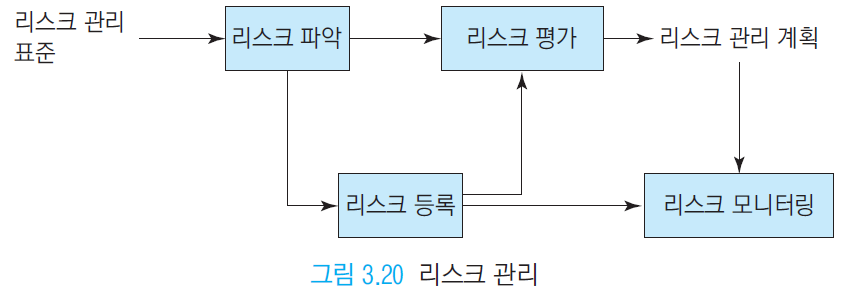 리스크 관리
표준
리스크 파악
리스크 평가
리스크 관리 계획
리스크 등록
리스크 모니터링
그림 3.20 리스크 관리